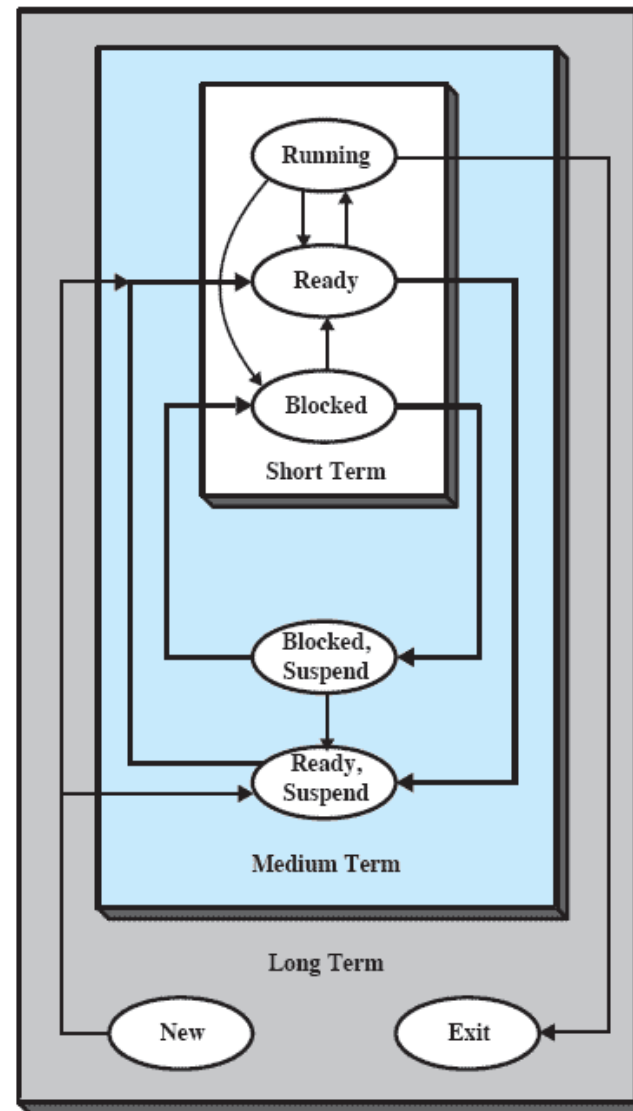 Running
Ready
Blocked
Short Term
Blocked,
Suspend
Ready,
Suspend
Medium Term
Long Term
New
Exit